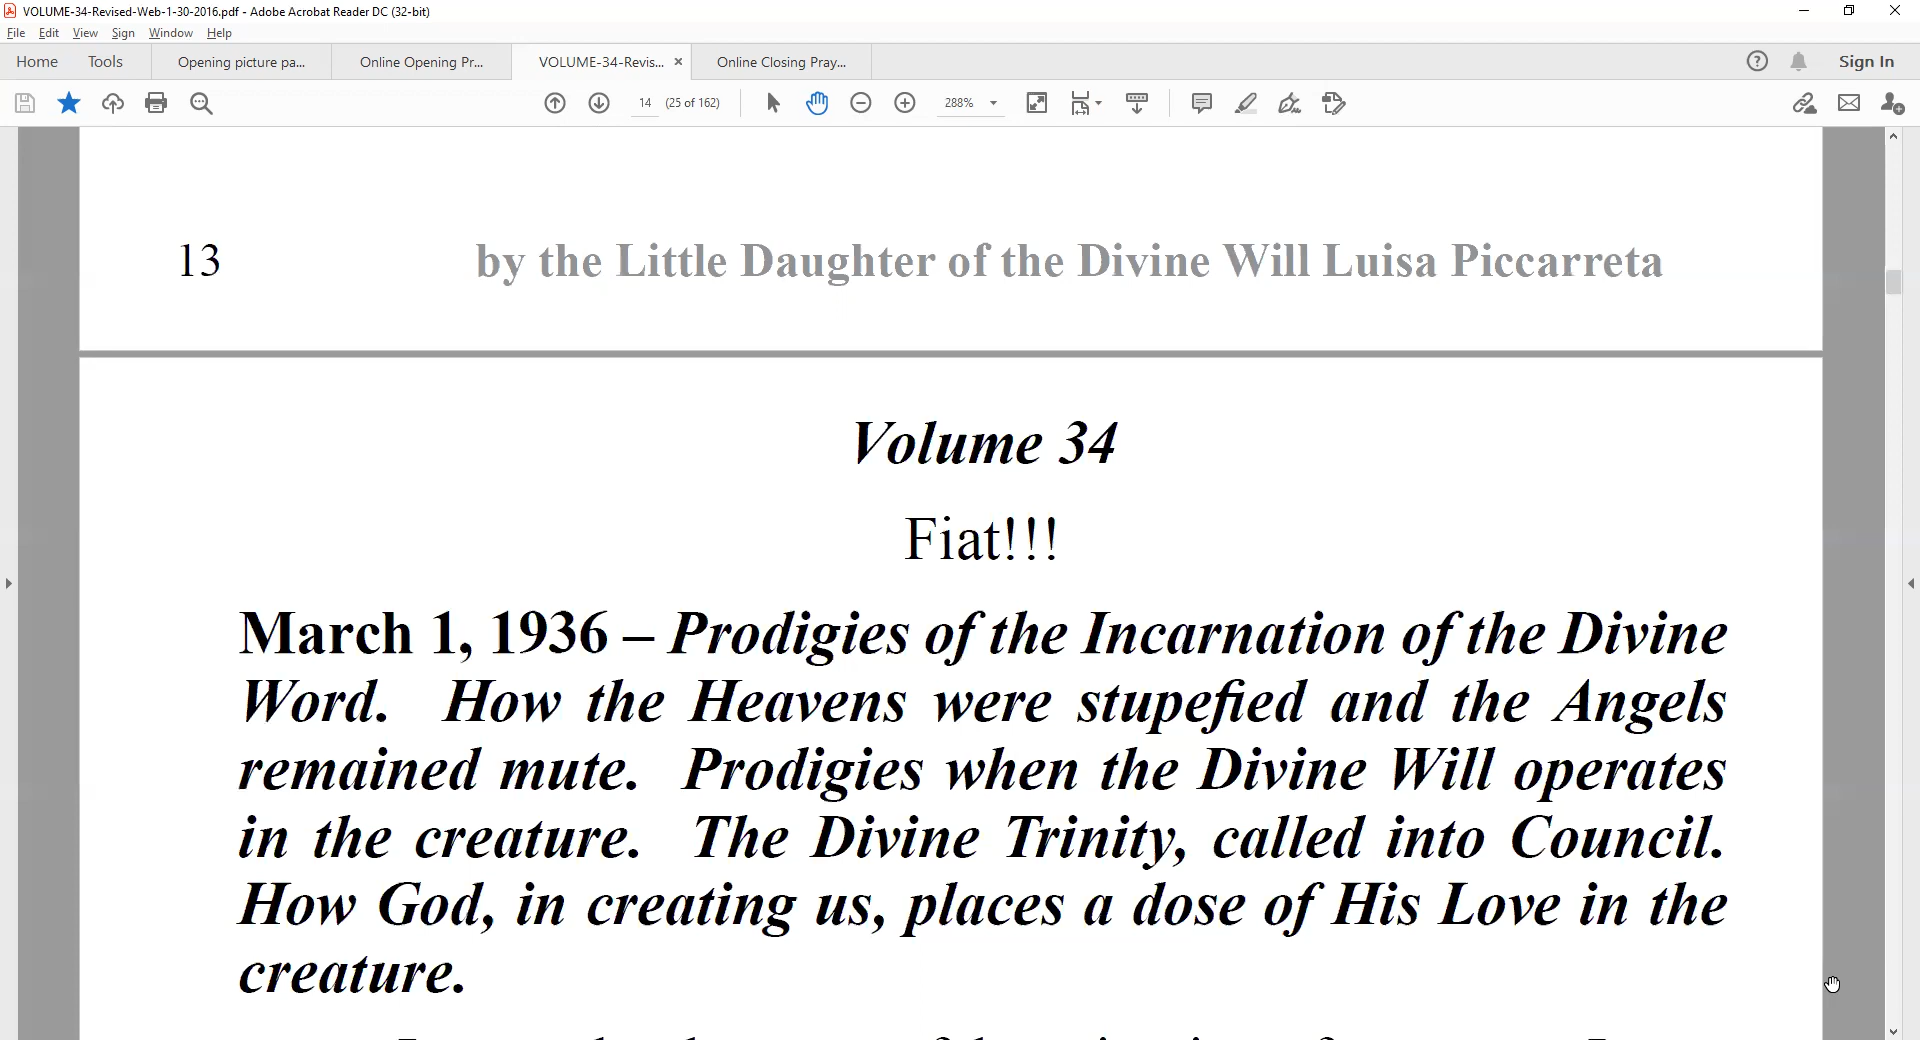 VOLUME-34-Revised-Web-1-30-2016.pdf - Adobe Acrobat Reader DC (32-bit)
File Edit View Sign Window Help
Home Tools Opening picture pa... Online Opening Pr... VOLUME-34-Revis... × Online Closing Pray... Sign In
14 (25 of 162) 288%
13 by the Little Daughter of the Divine Will Luisa Piccarreta
Volume 34
Fiat!!!
March 1, 1936 – Prodigies of the Incarnation of the Divine
Word. How the Heavens were stupefied and the Angels
remained mute. Prodigies when the Divine Will operates
in the creature. The Divine Trinity, called into Council.
How God, in creating us, places a dose of His Love in the
creature.